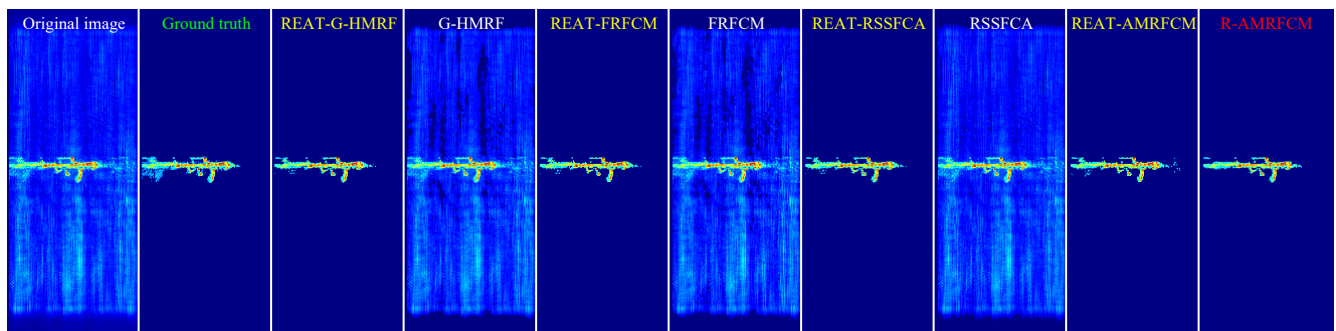 Original image
Ground truth
REAT-G-HMRF
G-HMRF
REAT-FRFCM
FRFCM
REAT-RSSFCA
RSSFCA
REAT-AMRFCM
R-AMRFCM